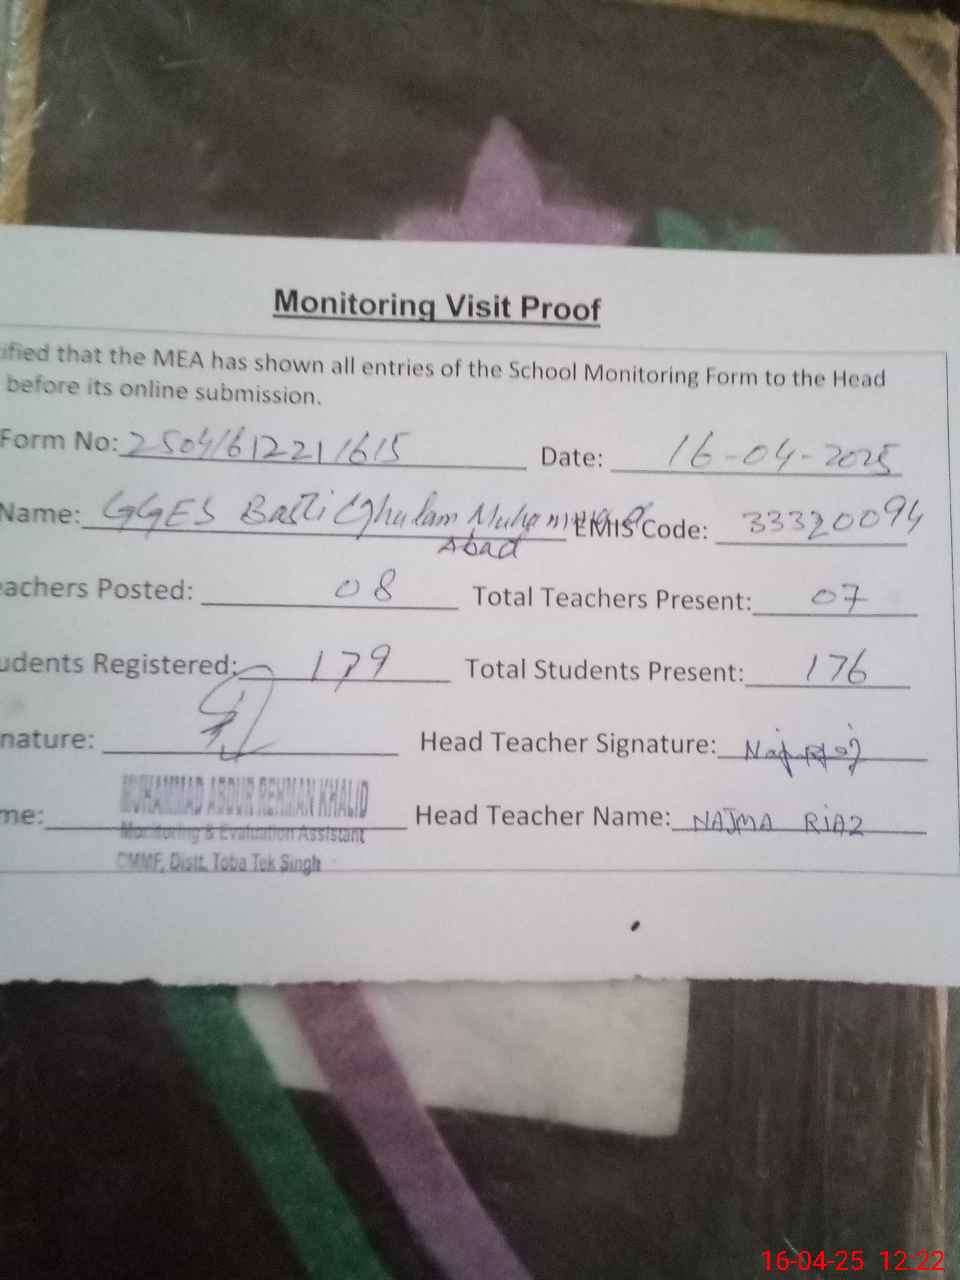 Monitoring Visit Proof
ified that the MEA has shown all entries of the School Monitoring Form to the Head
before its online submission.
Form No: 25041612211615 Date: 16-04-2025
Name: GGES Basti Ghulam Muhammad EMIS Code: 33320094
Abad
eachers Posted: 08 Total Teachers Present: 07
udents Registered: 179 Total Students Present: 176
nature: Head Teacher Signature:
me: MUHAMMAD ABDUR REHMAN KHALID Head Teacher Name: NAJMA RIAZ
Monitoring & Evaluation Assistant
CMMF, Distt. Toba Tek Singh
16-04-25 12:22